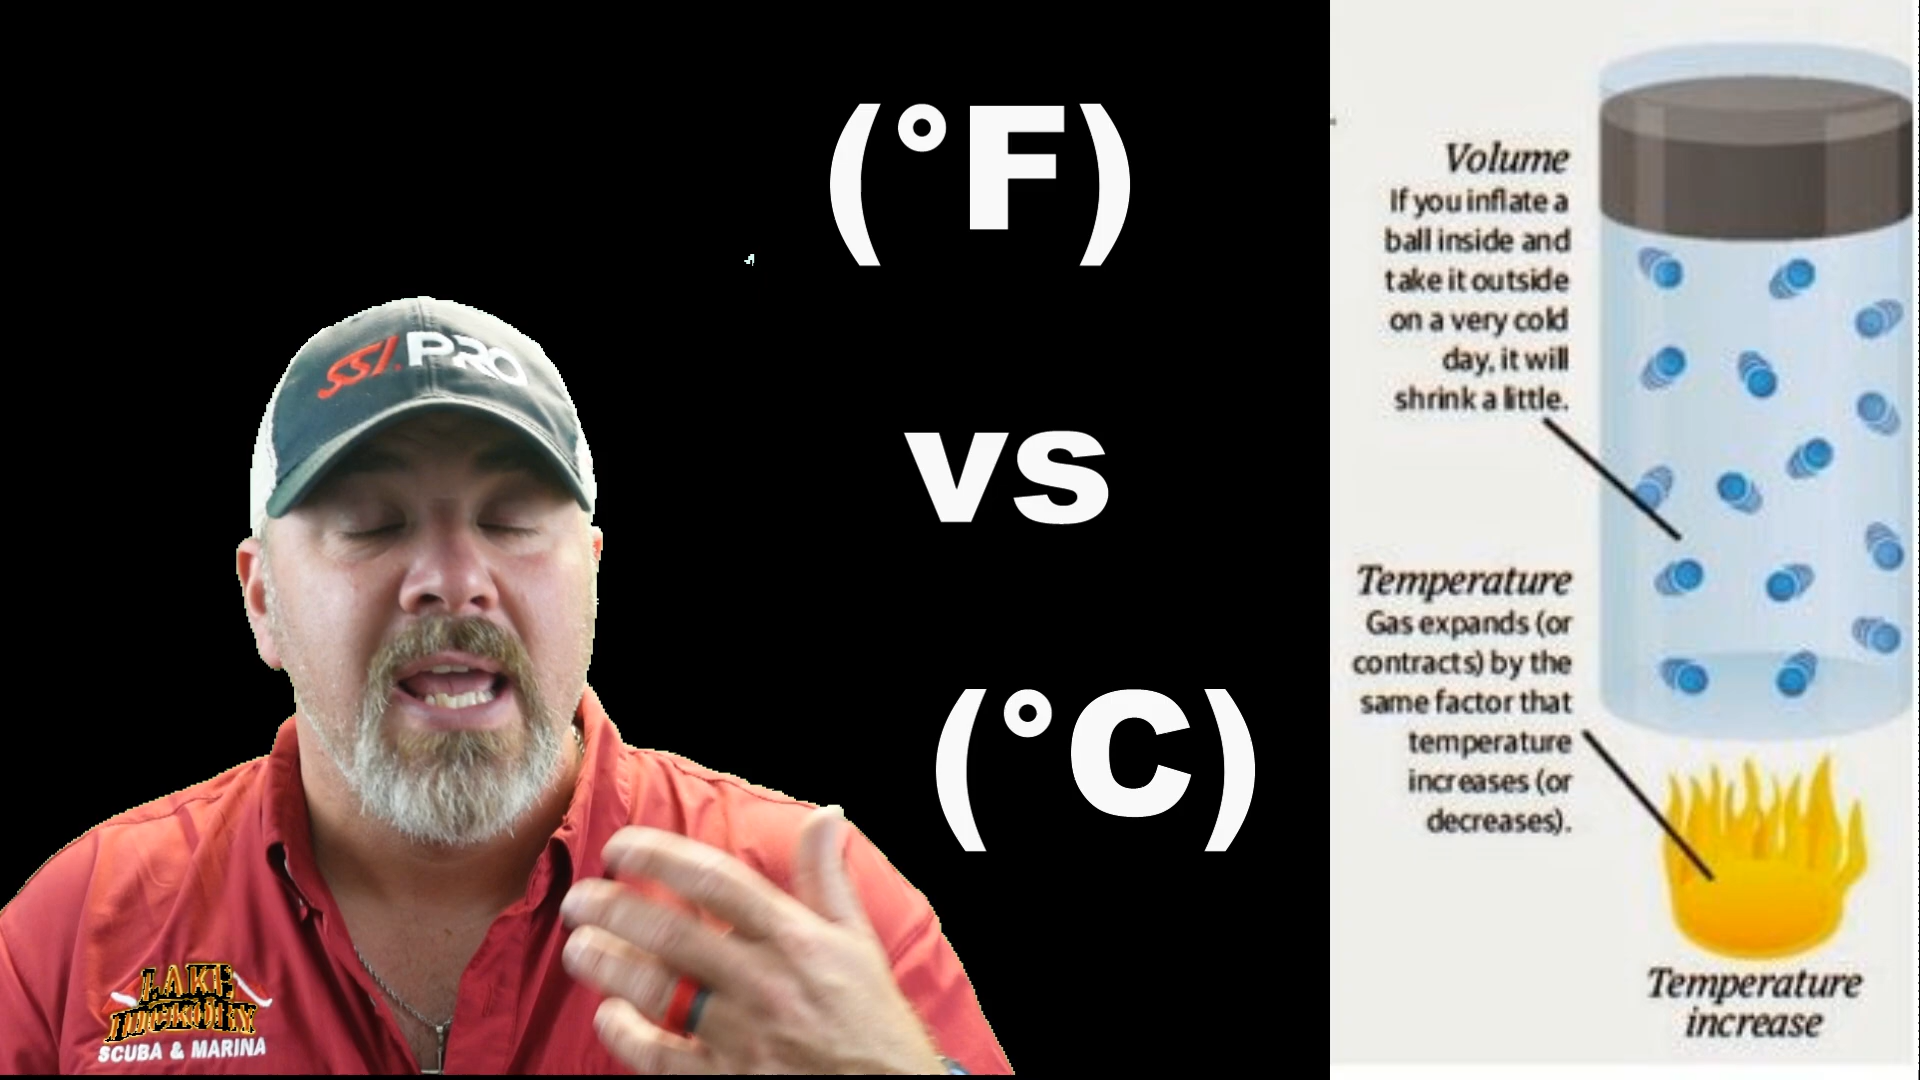 (°F)
vs
(°C)
SSI PRO
LAKE
HICKORY
SCUBA & MARINA
Volume
If you inflate a
ball inside and
take it outside
on a very cold
day, it will
shrink a little.
Temperature
Gas expands (or
contracts) by the
same factor that
temperature
increases (or
decreases).
Temperature
increase